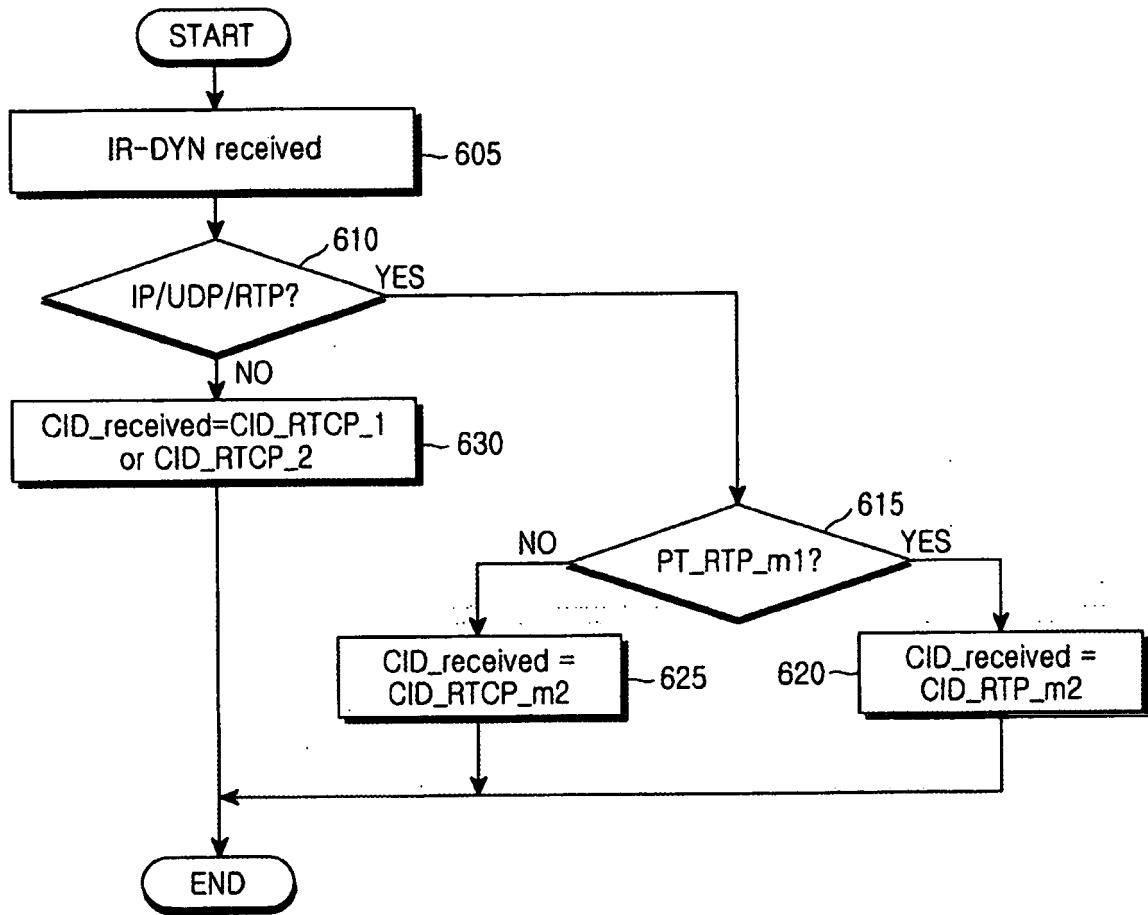 START
IR-DYN received
605
610
IP/UDP/RTP?
YES
NO
CID_received=CID_RTCP_1
or CID_RTCP_2
630
615
NO
PT_RTP_m1?
YES
CID_received =
CID_RTCP_m2
625
620
CID_received =
CID_RTP_m2
END